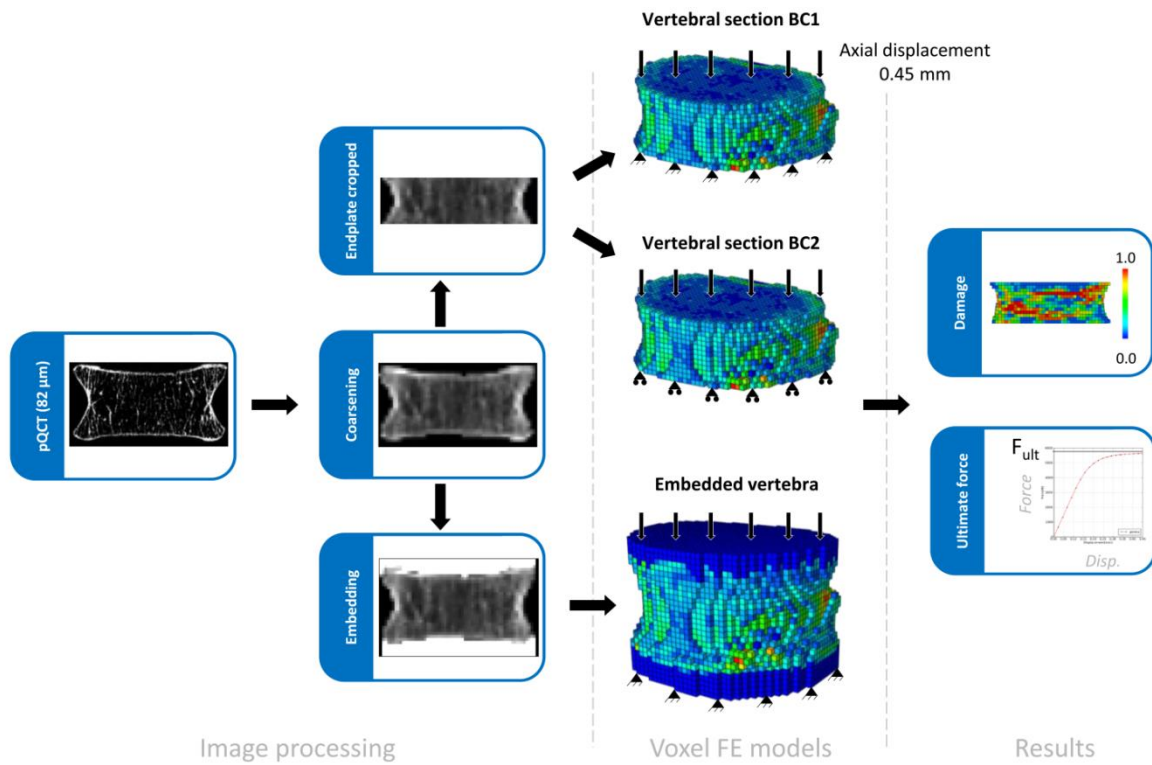 Vertebral section BC1
Axial displacement
0.45 mm
Endplate cropped
Vertebral section BC2
pQCT (82 µm)
Coarsening
Damage
1.0
0.0
Embedded vertebra
Embedding
Ultimate force
Fult
Force
Disp.
Image processing
Voxel FE models
Results